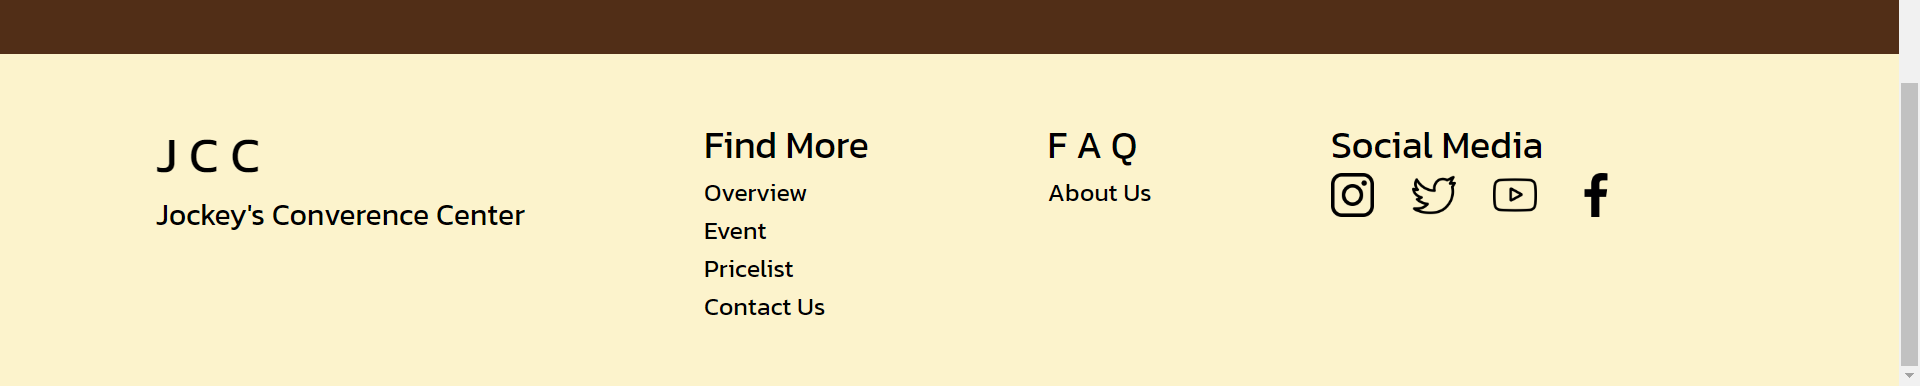 J C C
Jockey's Converence Center
Find More
Overview
Event
Pricelist
Contact Us
F A Q
About Us
Social Media